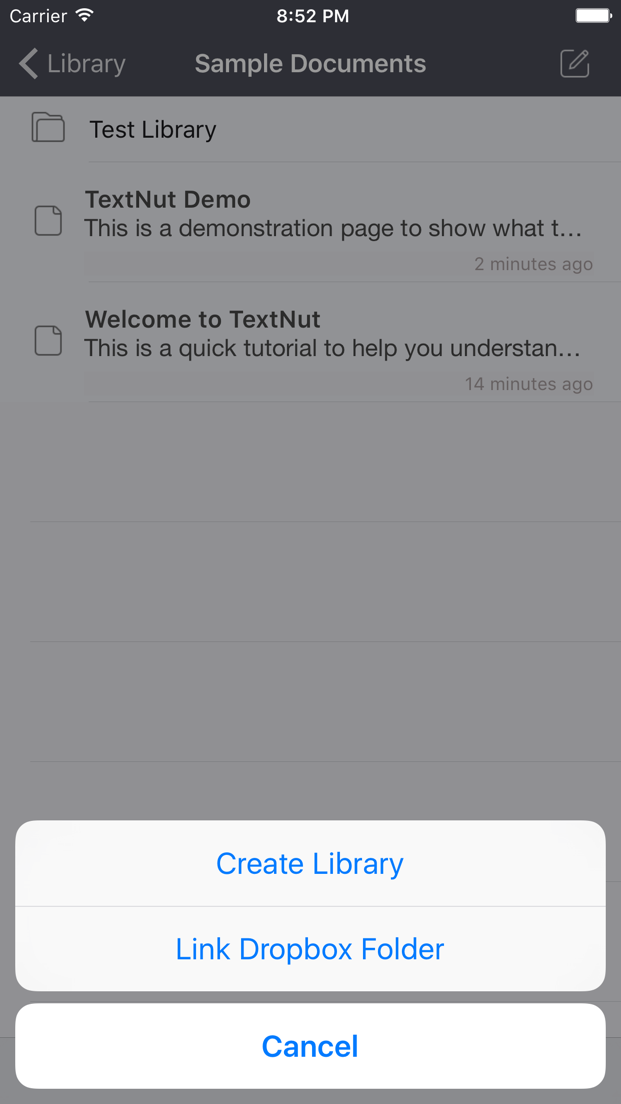 Carrier 8:52 PM
Library Sample Documents
Test Library
TextNut Demo
This is a demonstration page to show what t...
2 minutes ago
Welcome to TextNut
This is a quick tutorial to help you understan...
14 minutes ago
Create Library
Link Dropbox Folder
Cancel